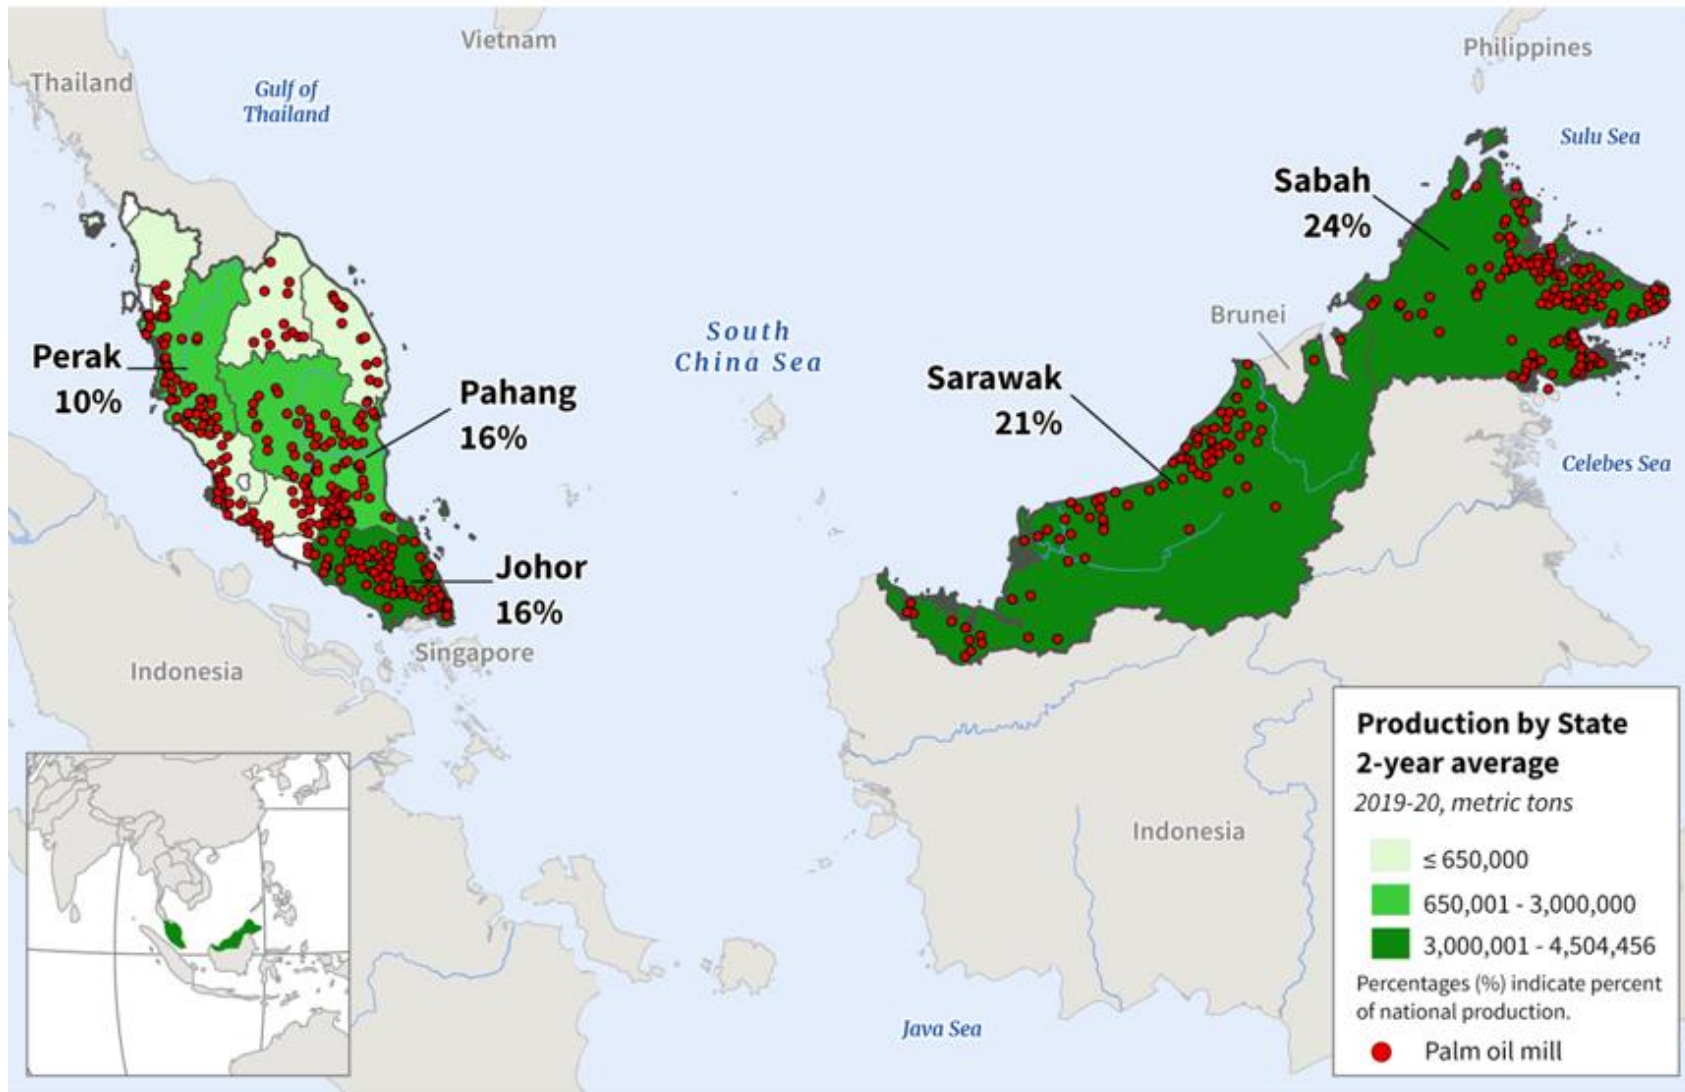 Vietnam
Philippines
Thailand
Gulf of
Thailand
Sulu Sea
Sabah
24%
Brunei
South
China Sea
Perak
10%
Pahang
16%
Sarawak
21%
Celebes Sea
Johor
16%
Singapore
Indonesia
Indonesia
Java Sea
Production by State
2-year average
2019-20, metric tons
≤ 650,000
650,001 - 3,000,000
3,000,001 - 4,504,456
Percentages (%) indicate percent
of national production.
Palm oil mill